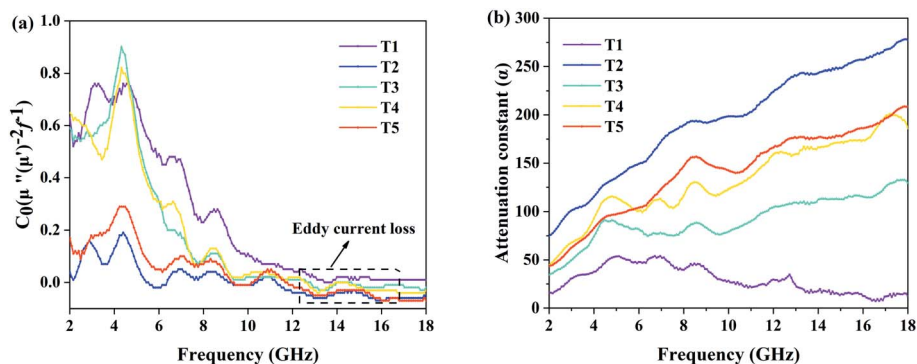 (a)
1.0
0.8
0.6
0.4
0.2
0.0
C₀(μ''(μ')⁻²f⁻¹)
T1
T2
T3
T4
T5
Eddy current loss
2 4 6 8 10 12 14 16 18
Frequency (GHz)
(b)
300
250
200
150
100
50
0
Attenuation constant (α)
T1
T2
T3
T4
T5
2 4 6 8 10 12 14 16 18
Frequency (GHz)